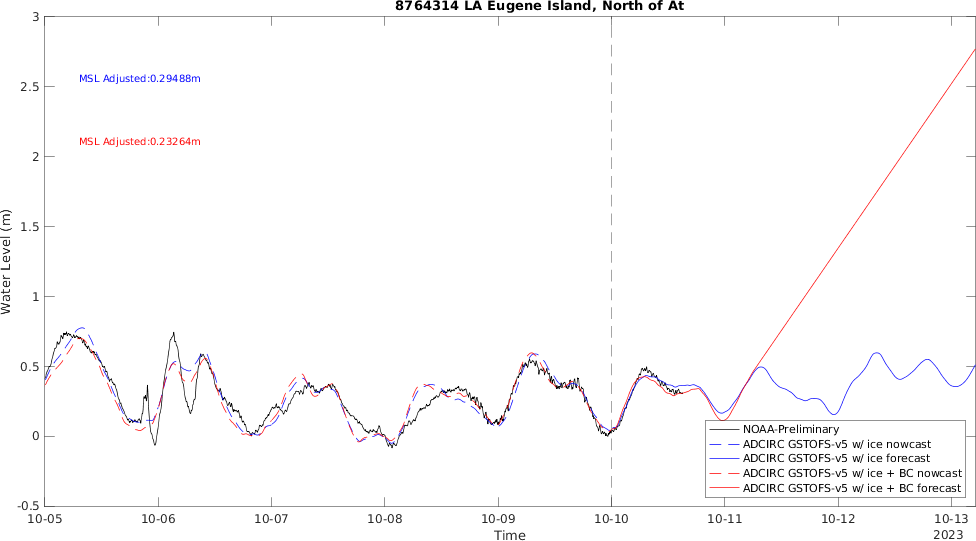 8764314 LA Eugene Island, North of At
3
2.5
2
1.5
1
0.5
0
-0.5
Water Level (m)
MSL Adjusted:0.29488m
MSL Adjusted:0.23264m
NOAA-Preliminary
ADCIRC GSTOFS-v5 w/ ice nowcast
ADCIRC GSTOFS-v5 w/ ice forecast
ADCIRC GSTOFS-v5 w/ ice + BC nowcast
ADCIRC GSTOFS-v5 w/ ice + BC forecast
10-05 10-06 10-07 10-08 10-09 10-10 10-11 10-12 10-13
Time
2023